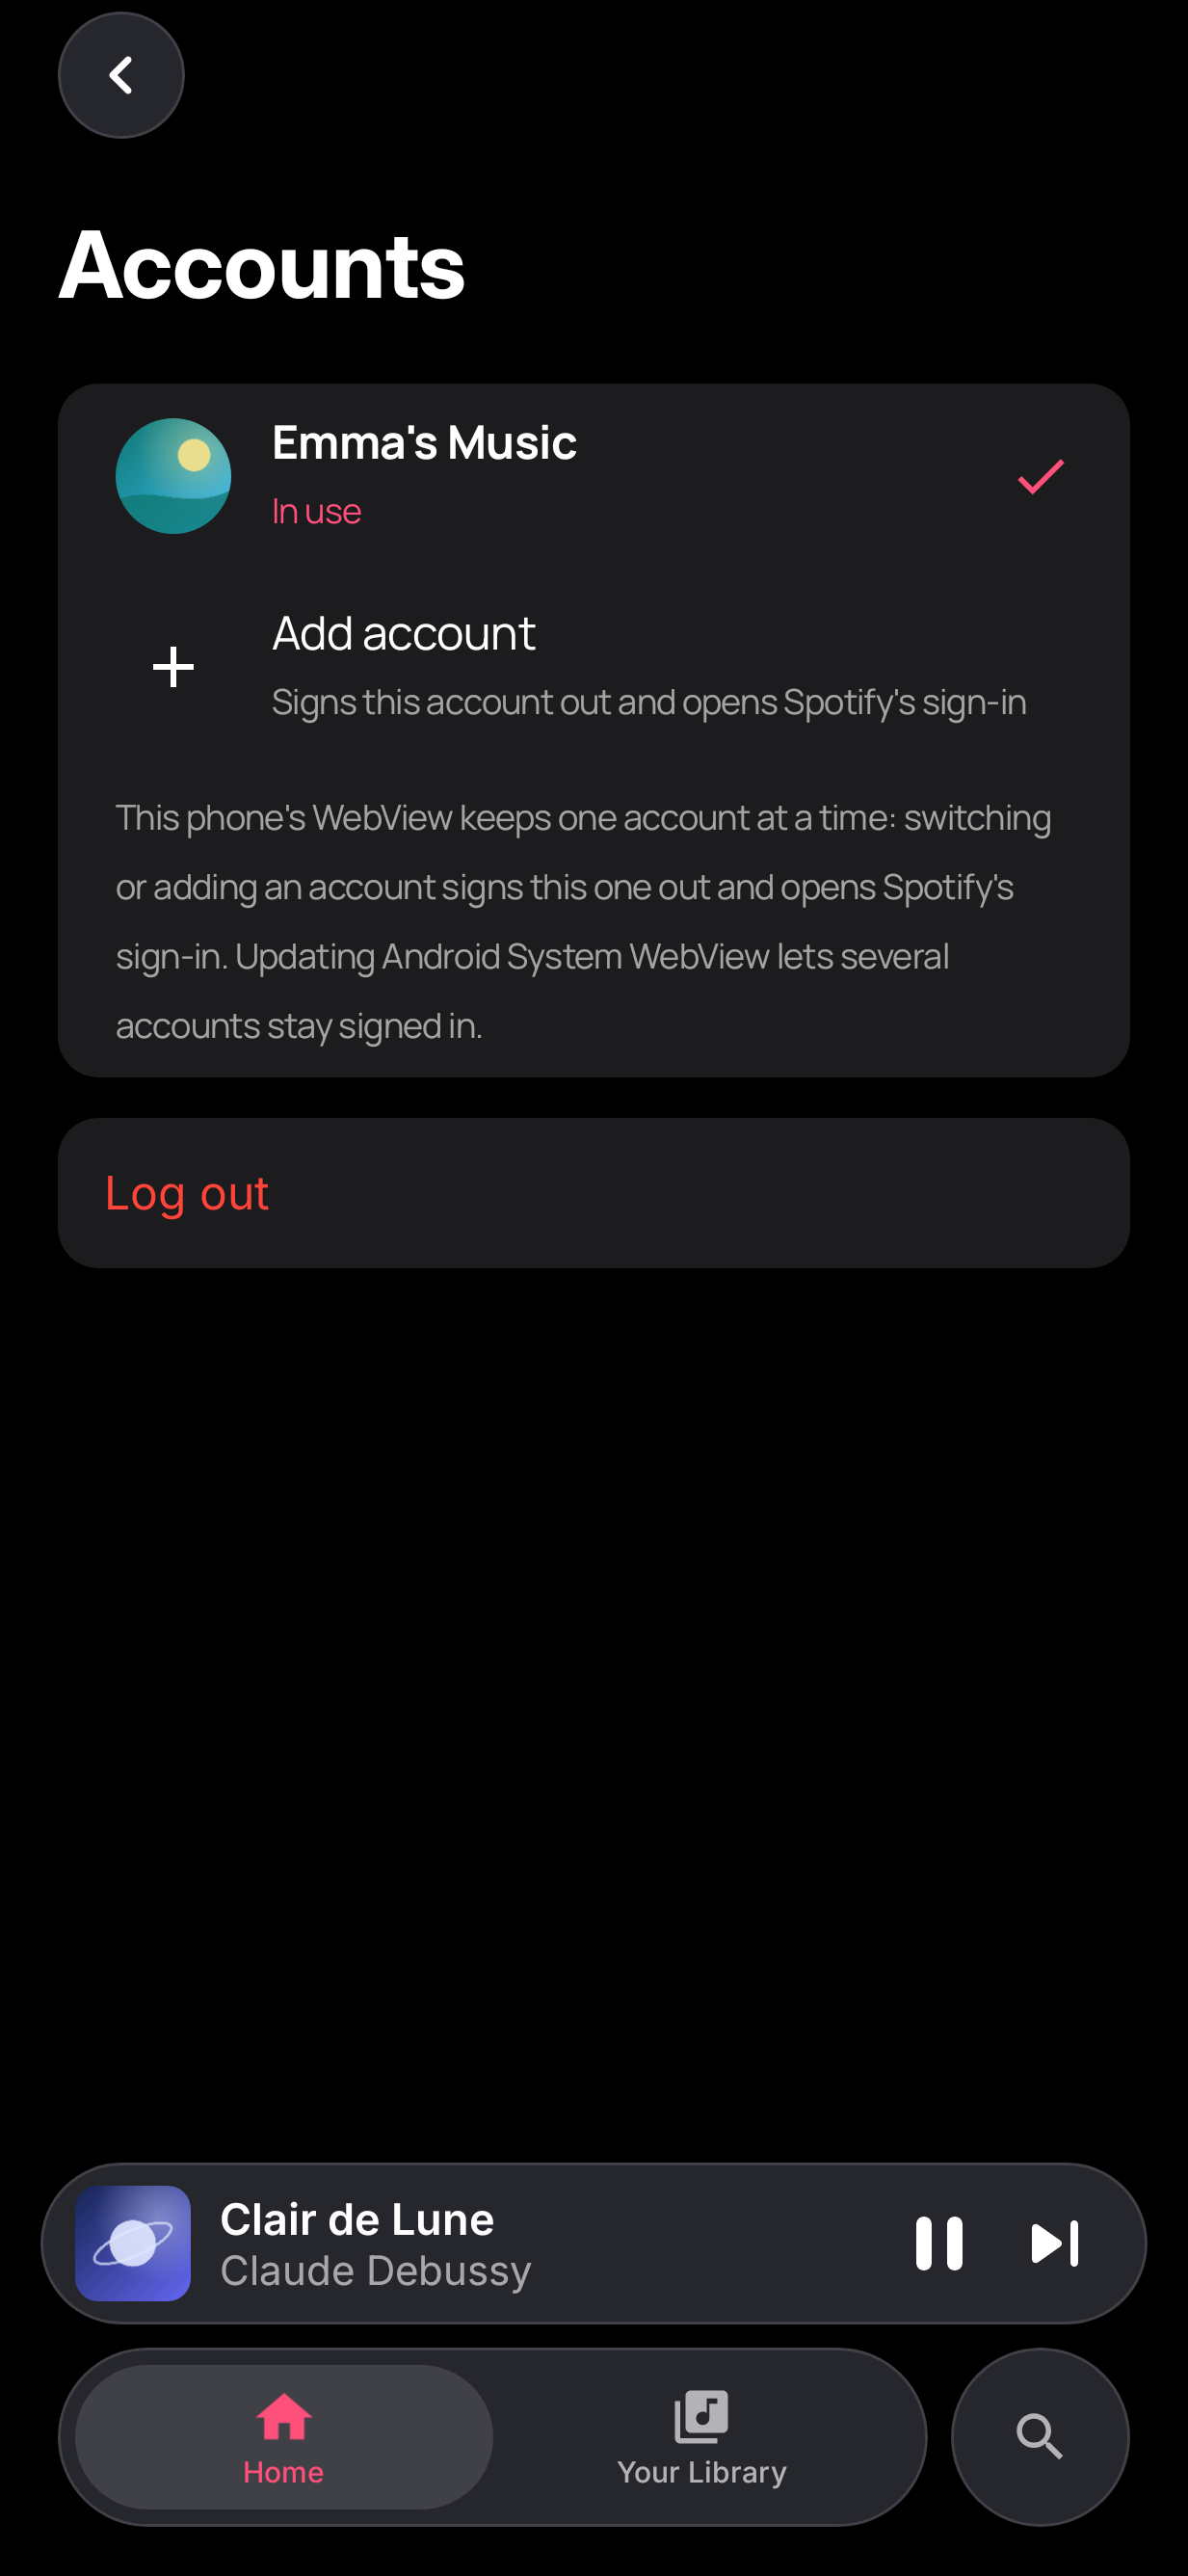 Accounts
Emma's Music
In use
Add account
Signs this account out and opens Spotify's sign-in
This phone's WebView keeps one account at a time: switching
or adding an account signs this one out and opens Spotify's
sign-in. Updating Android System WebView lets several
accounts stay signed in.
Log out
Clair de Lune
Claude Debussy
Home
Your Library